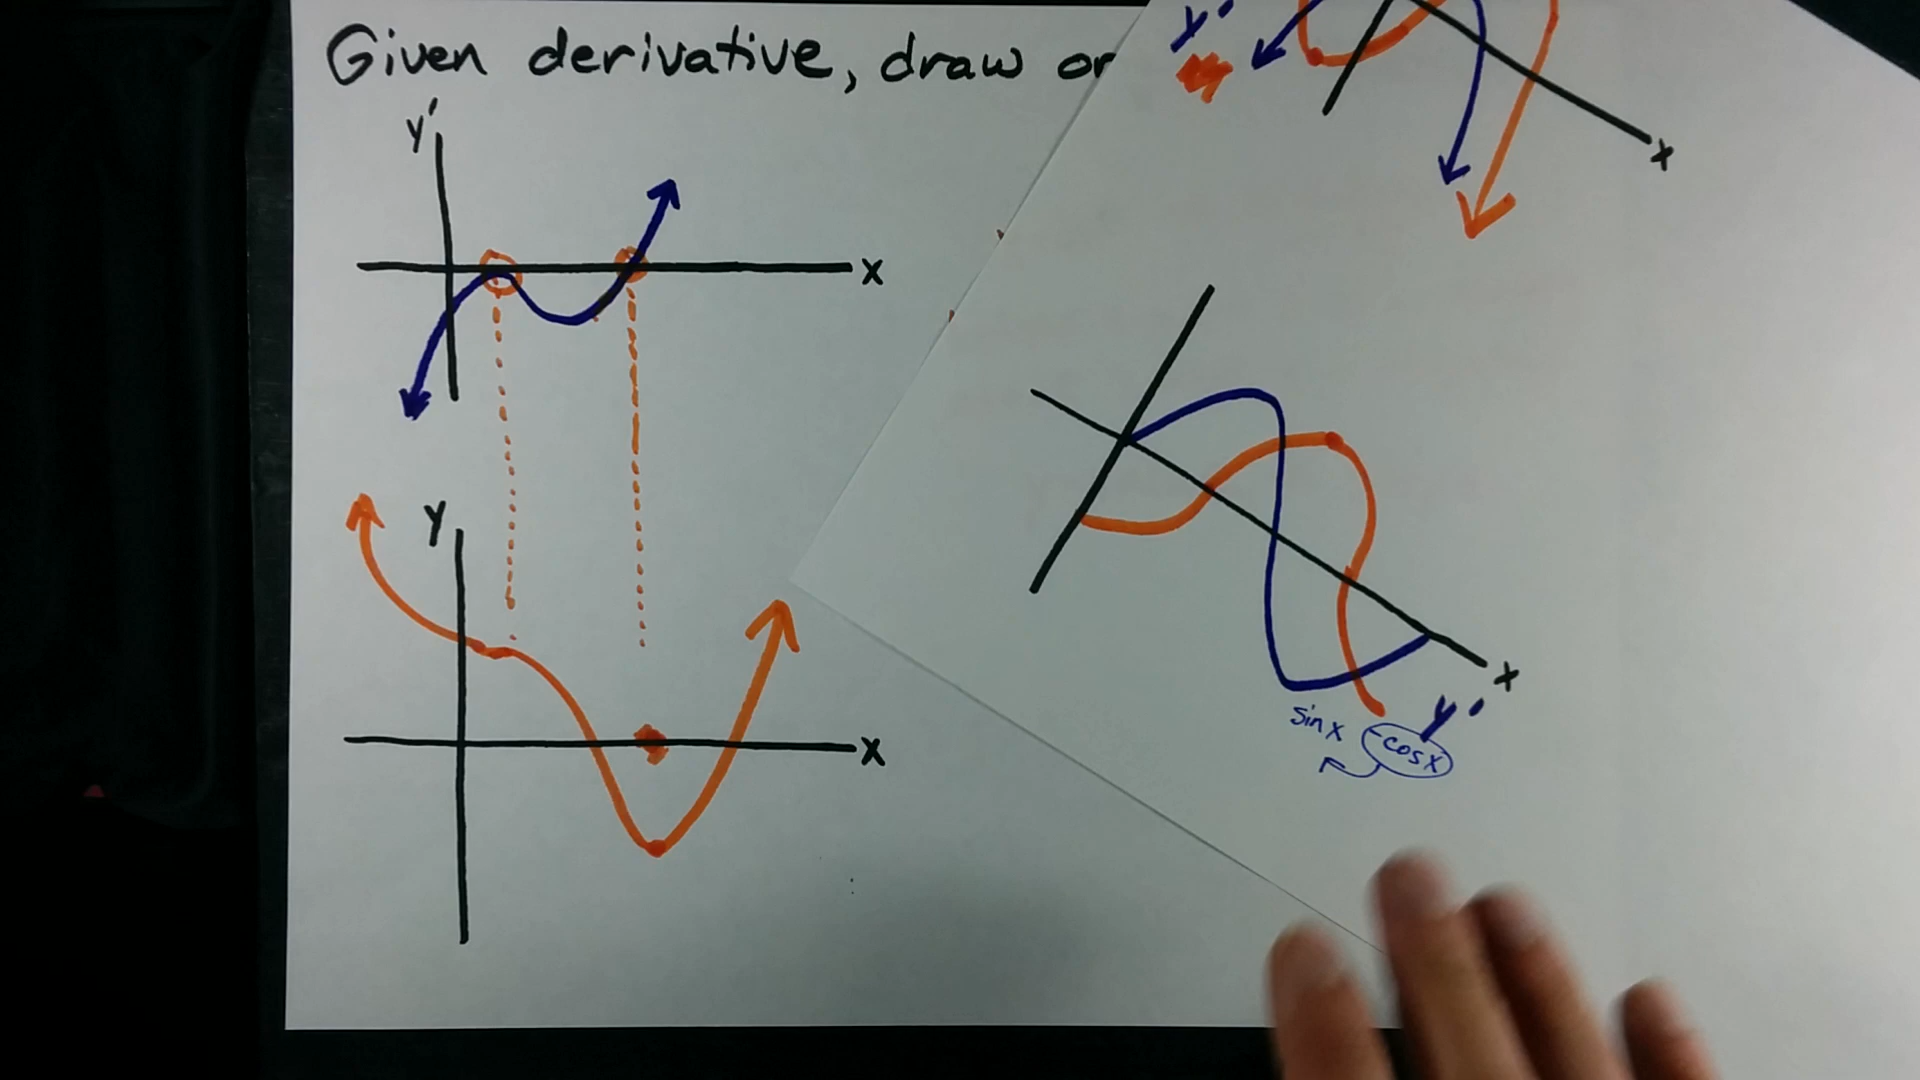 Given derivative, draw or
y'
x
y
x
y'
x
x
y'
sin x
-cos x